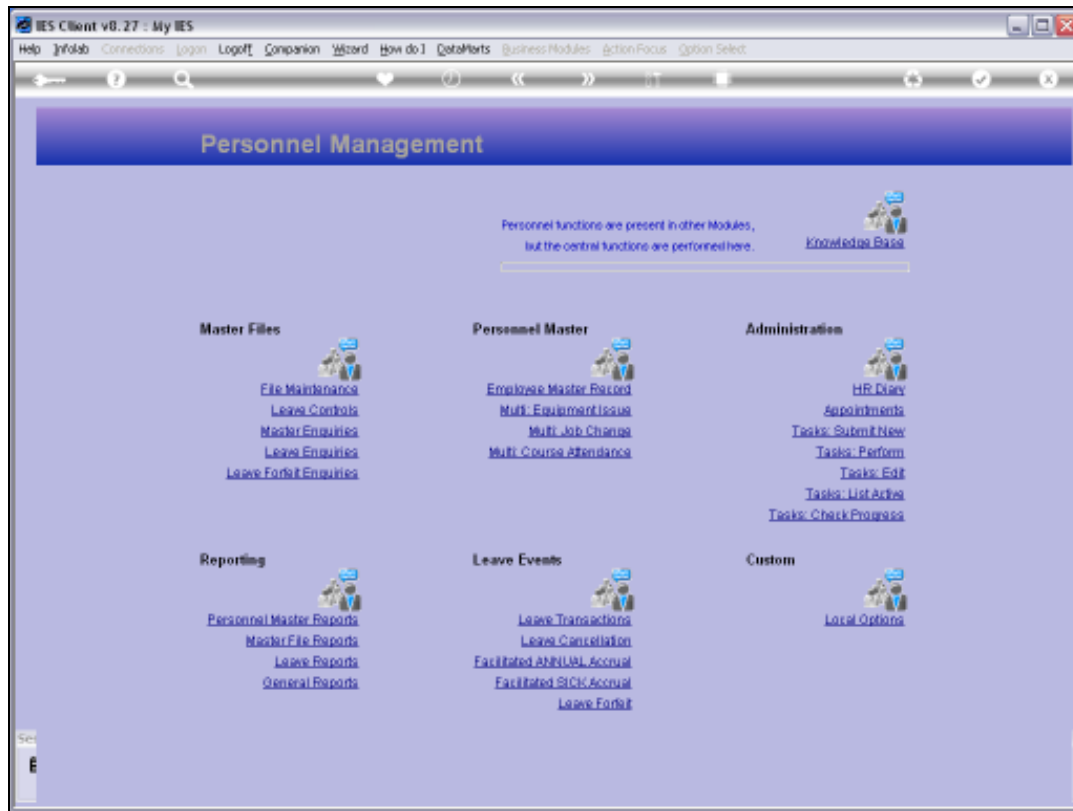 IES Client v8.27 : My IES
Help Infolab Connections Logon Logoff Companion Wizard How do I DataMarts Business Modules Action Focus Option Select
Personnel Management
Personnel functions are present in other Modules,
but the central functions are performed here.
Knowledge Base
Master Files
File Maintenance
Leave Controls
Master Enquiries
Leave Enquiries
Leave Forfeit Enquiries
Personnel Master
Employee Master Record
Multi: Equipment Issue
Multi: Job Change
Multi: Course Attendance
Administration
HR Diary
Appointments
Tasks: Submit New
Tasks: Perform
Tasks: Edit
Tasks: List Active
Tasks: Check Progress
Reporting
Personnel Master Reports
Master File Reports
Leave Reports
General Reports
Leave Events
Leave Transactions
Leave Cancellation
Facilitated ANNUAL Accrual
Facilitated SICK Accrual
Leave Forfeit
Custom
Local Options